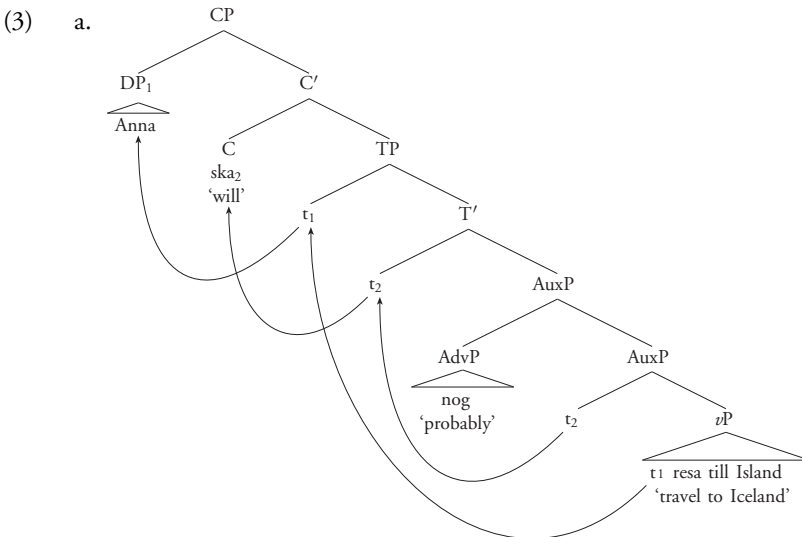 (3) a.
CP
DP₁ C′
Anna
C TP
ska₂
‘will’
t₁ T′
t₂ AuxP
AdvP AuxP
nog
‘probably’
t₂ vP
t₁ resa till Island
‘travel to Iceland’